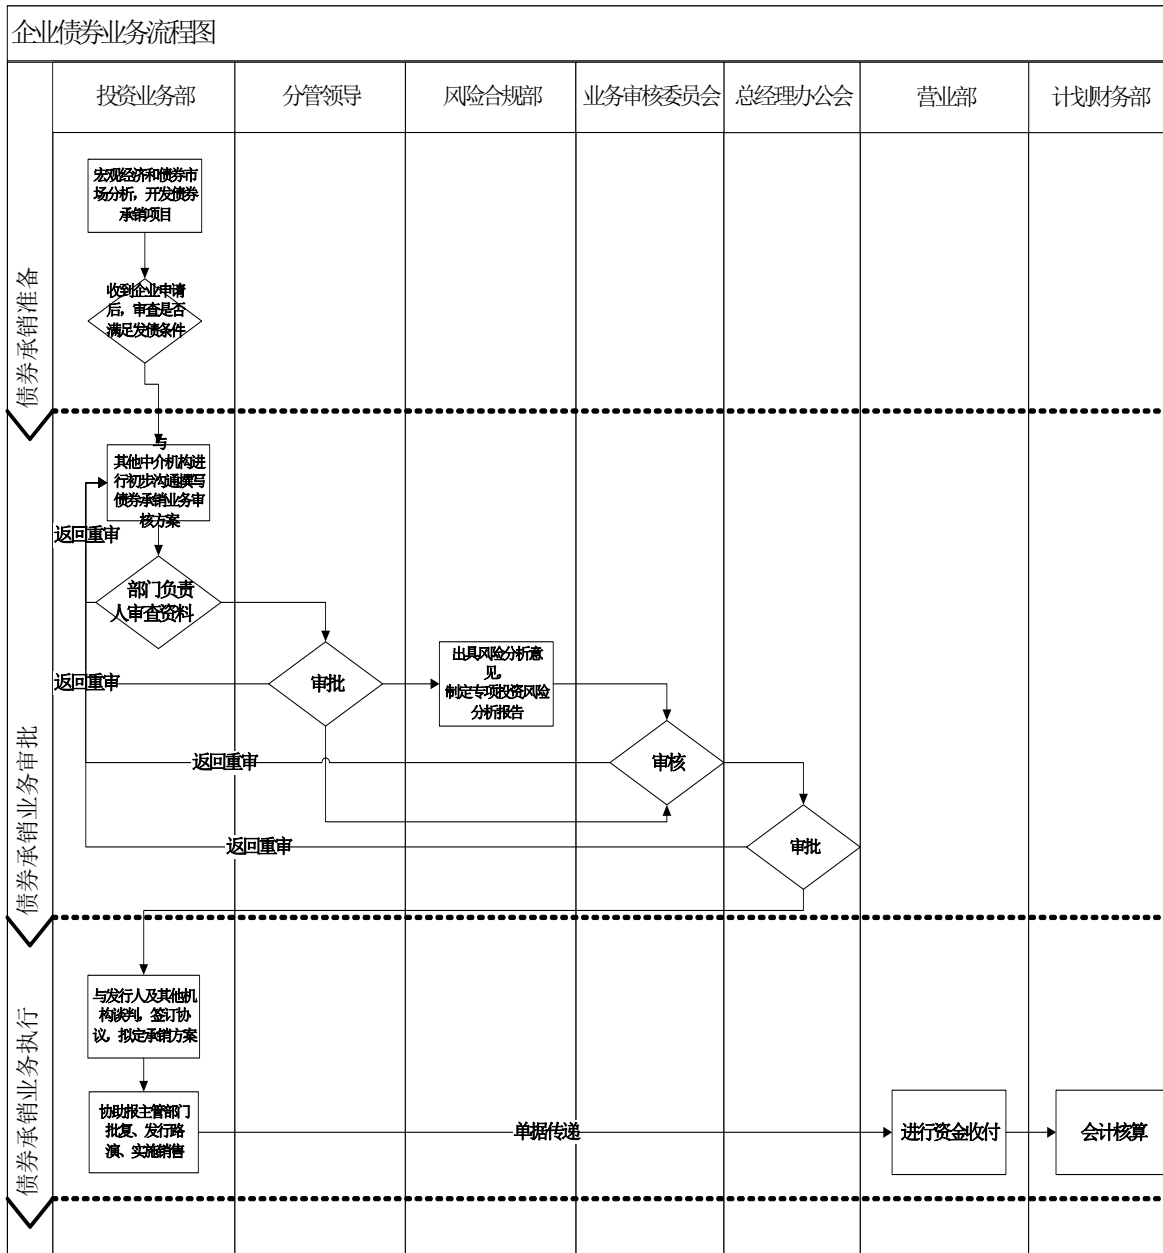 企业债券业务流程图
投资业务部
分管领导
风险合规部
业务审核委员会
总经理办公会
营业部
计划财务部
债券承销准备
宏观经济和债券市
场分析，开发债券
承销项目
收到企业申请
后，审查是否
满足发债条件
债券承销业务审批
与
其他中介机构进
行初步沟通撰写
债券承销业务审
核方案
返回重审
部门负责
人审查资料
返回重审
审批
出具风险分析意
见，
制定专项投资风险
分析报告
返回重审
审核
返回重审
审批
债券承销业务执行
与发行人及其他机
构谈判，签订协
议，拟定承销方案
协助报主管部门
批复、发行路
演、实施销售
单据传递
进行资金收付
会计核算